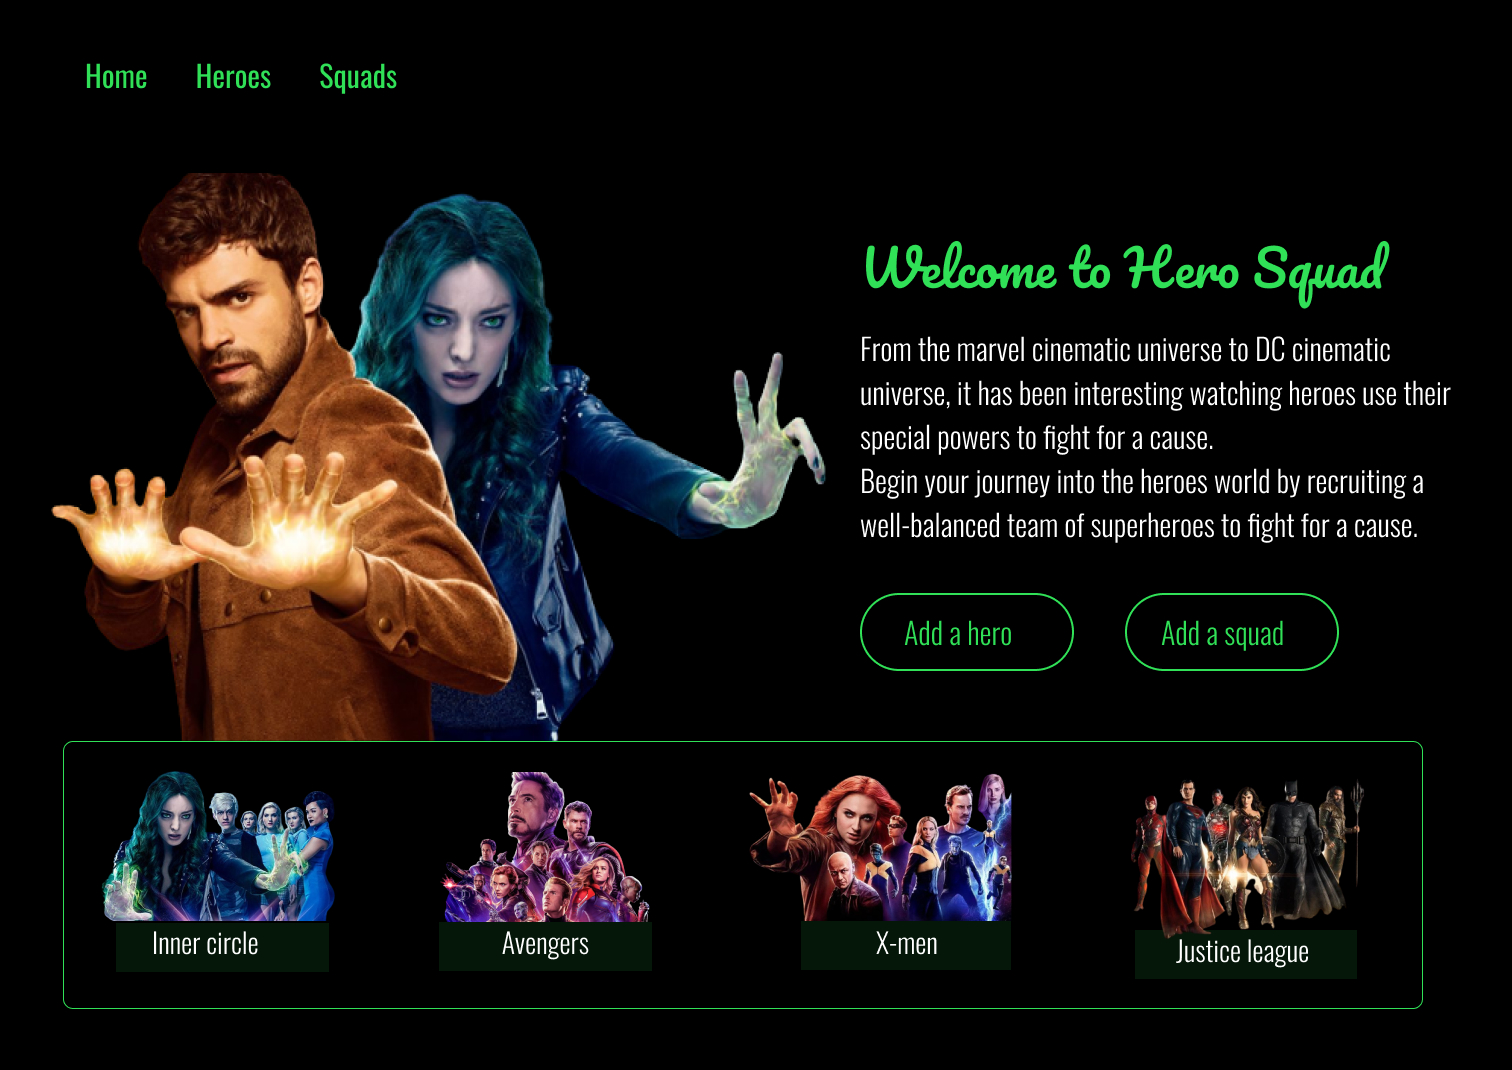 Home Heroes Squads
Welcome to Hero Squad
From the marvel cinematic universe to DC cinematic
universe, it has been interesting watching heroes use their
special powers to fight for a cause.
Begin your journey into the heroes world by recruiting a
well-balanced team of superheroes to fight for a cause.
Add a hero Add a squad
Inner circle Avengers X-men Justice league